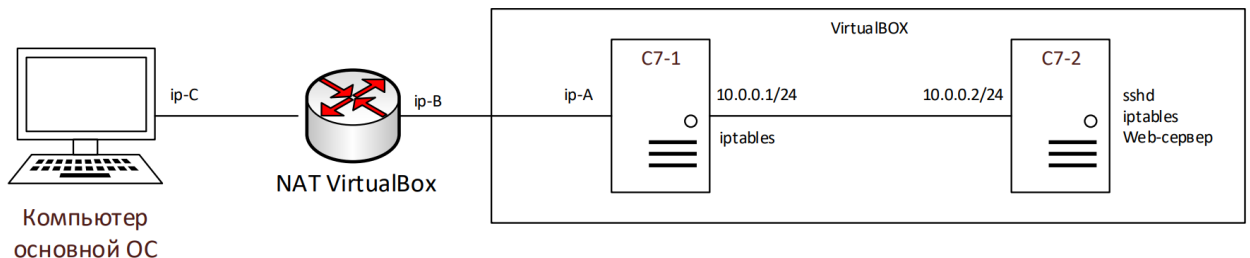 VirtualBOX
C7-1
C7-2
ip-C
ip-B
ip-A
10.0.0.1/24
10.0.0.2/24
sshd
iptables
iptables
Web-сервер
NAT VirtualBox
Компьютер
основной ОС